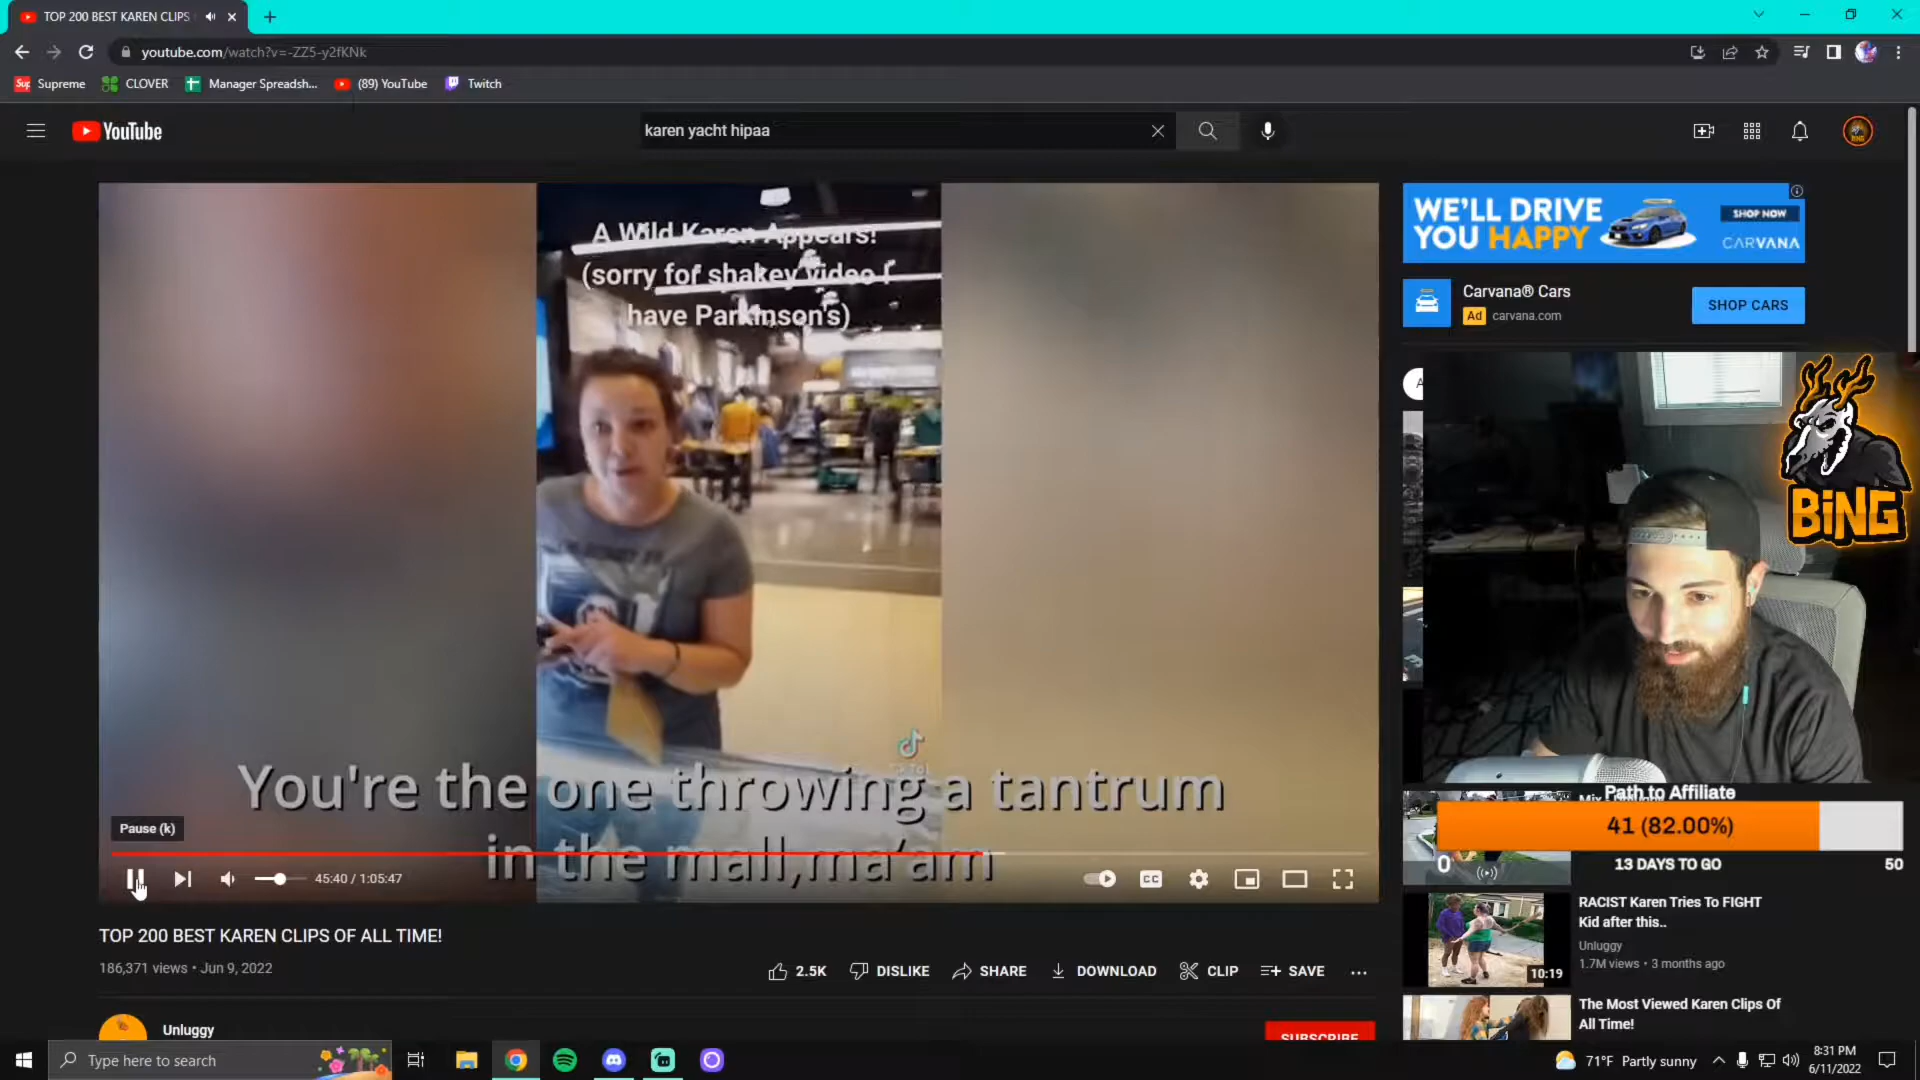 TOP 200 BEST KAREN CLIPS
youtube.com/watch?v=-ZZ5-y2fKNk
Sup
Supreme
CLOVER
Manager Spreadsh...
(89) YouTube
Twitch
YouTube
karen yacht hipaa
A Wild Karen Appears!
(sorry for shakey video I
have Parkinson's)
You're the one throwing a tantrum
in the mall,ma'am
Pause (k)
45:40 / 1:05:47
CC
TOP 200 BEST KAREN CLIPS OF ALL TIME!
186,371 views • Jun 9, 2022
2.5K
DISLIKE
SHARE
DOWNLOAD
CLIP
SAVE
Unluggy
SUBSCRIBE
WE'LL DRIVE
YOU HAPPY
SHOP NOW
CARVANA
Carvana® Cars
Ad carvana.com
SHOP CARS
BiNG
Path to Affiliate
41 (82.00%)
0
13 DAYS TO GO
50
RACIST Karen Tries To FIGHT
Kid after this..
Unluggy
1.7M views • 3 months ago
10:19
The Most Viewed Karen Clips Of
All Time!
Type here to search
71°F Partly sunny
8:31 PM
6/11/2022